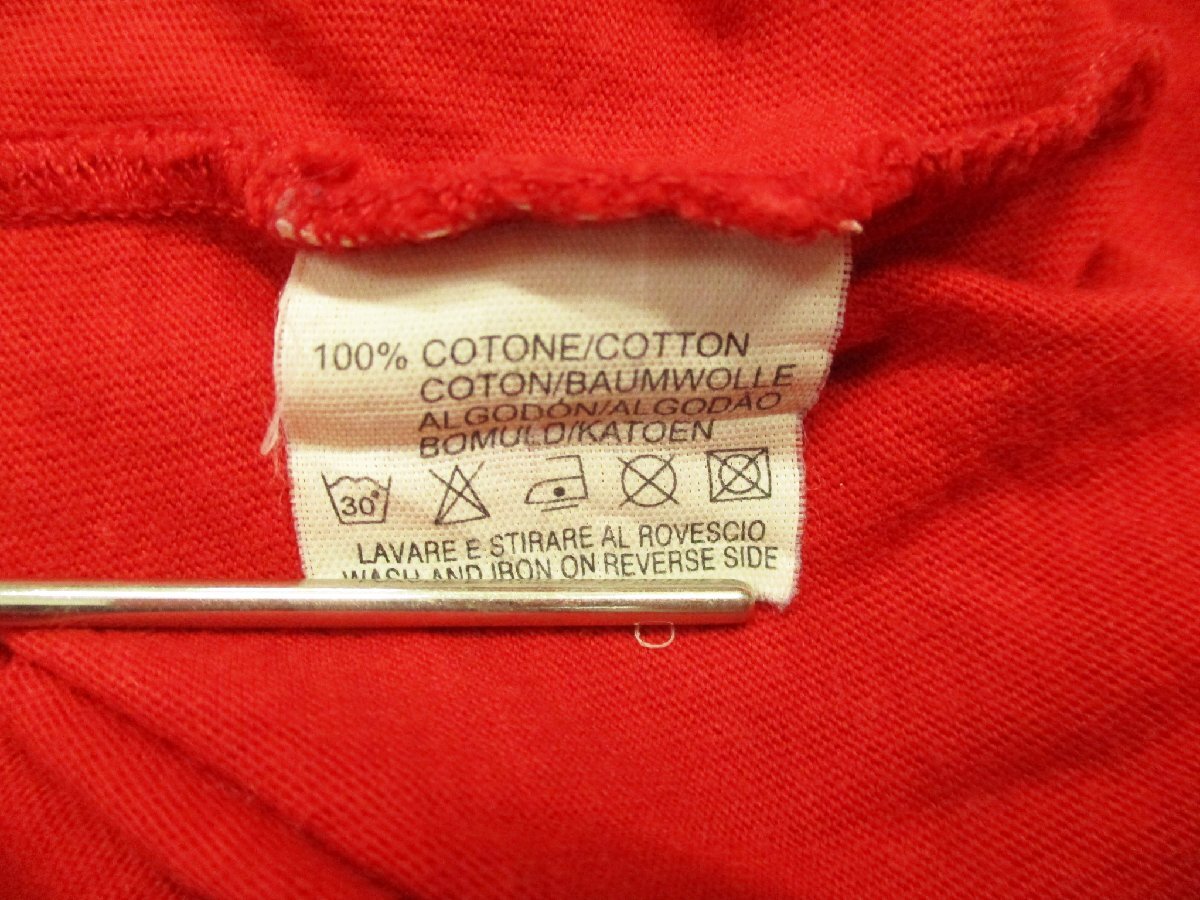 100% COTONE/COTTON
COTON/BAUMWOLLE
ALGODÓN/ALGODÃO
BOMULD/KATOEN
30°
LAVARE E STIRARE AL ROVESCIO
WASH AND IRON ON REVERSE SIDE